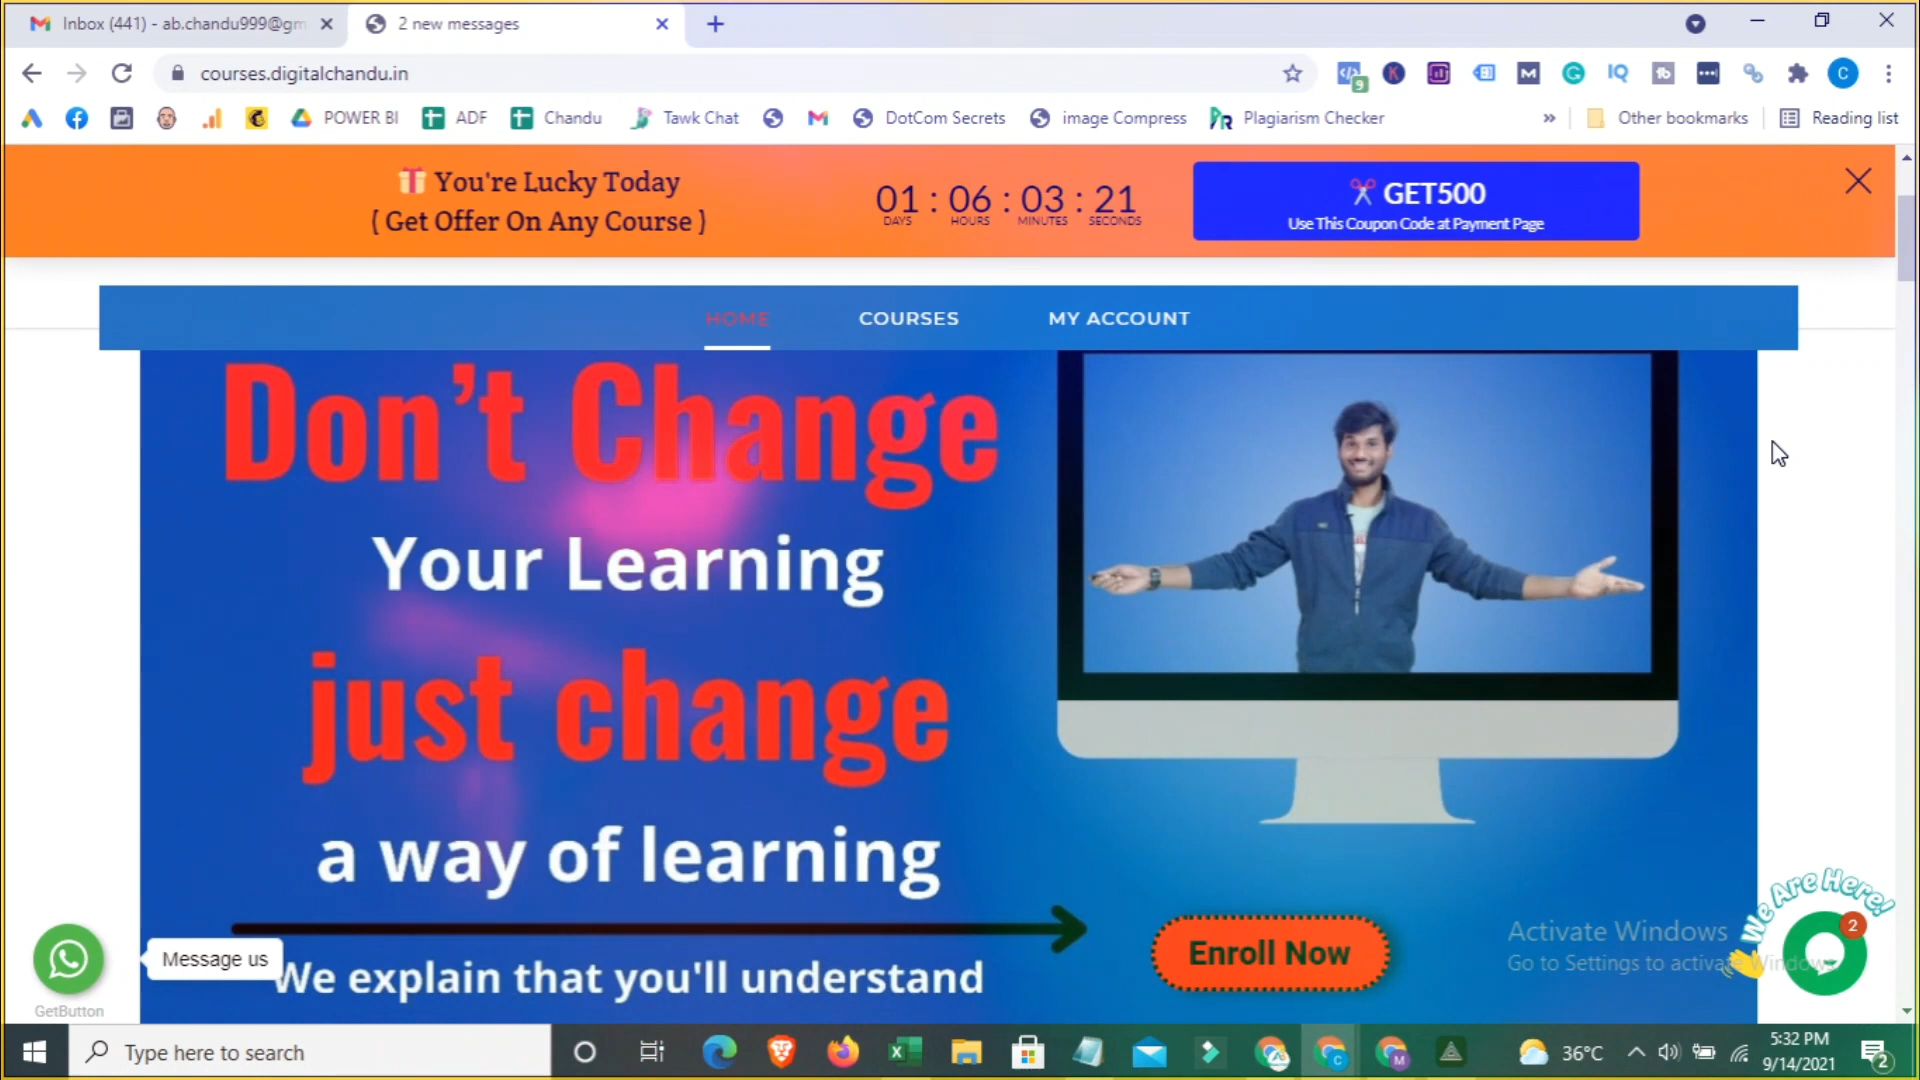 Inbox (441) - ab.chandu999@gm
2 new messages
courses.digitalchandu.in
9
POWER BI
ADF
Chandu
Tawk Chat
DotCom Secrets
image Compress
Plagiarism Checker
»
Other bookmarks
Reading list
You're Lucky Today
( Get Offer On Any Course )
01 : 06 : 03 : 21
DAYS HOURS MINUTES SECONDS
GET500
Use This Coupon Code at Payment Page
HOME
COURSES
MY ACCOUNT
Don't Change
Your Learning
just change
a way of learning
We explain that you'll understand
Enroll Now
Message us
GetButton
We Are Here!
2
Activate Windows
Go to Settings to activate Windows.
Type here to search
36°C
5:32 PM
9/14/2021
2